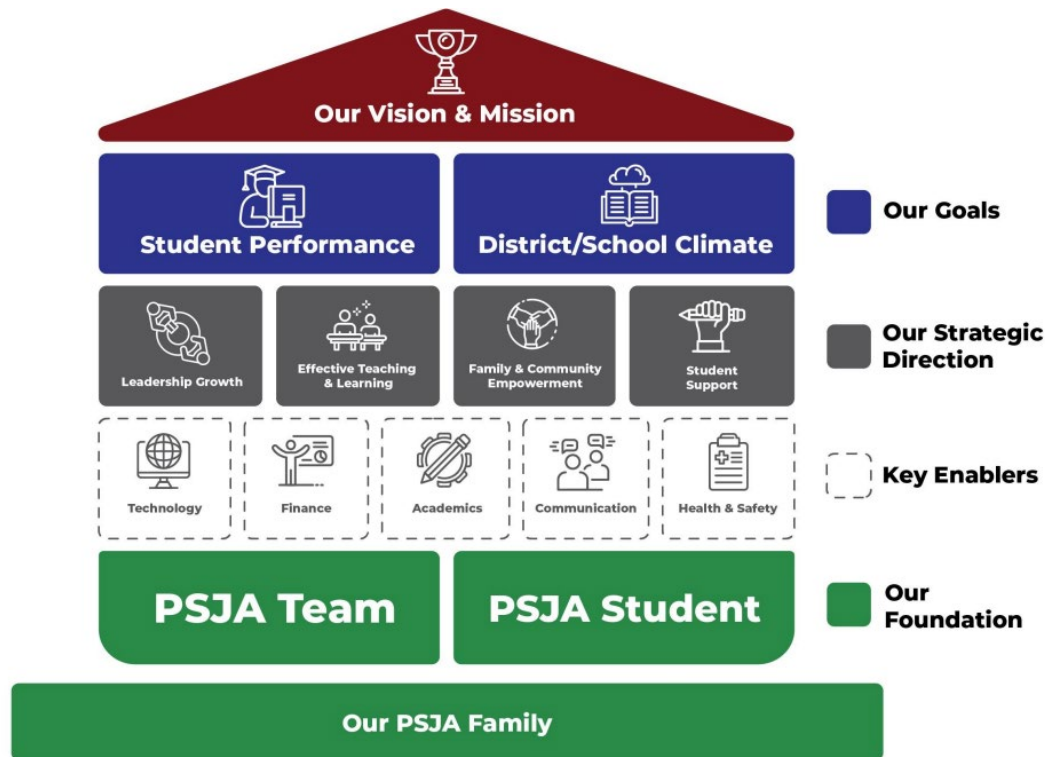 Our Vision & Mission
Student Performance
District/School Climate
Our Goals
Leadership Growth
Effective Teaching
& Learning
Family & Community
Empowerment
Student
Support
Our Strategic
Direction
Technology
Finance
Academics
Communication
Health & Safety
Key Enablers
PSJA Team
PSJA Student
Our
Foundation
Our PSJA Family